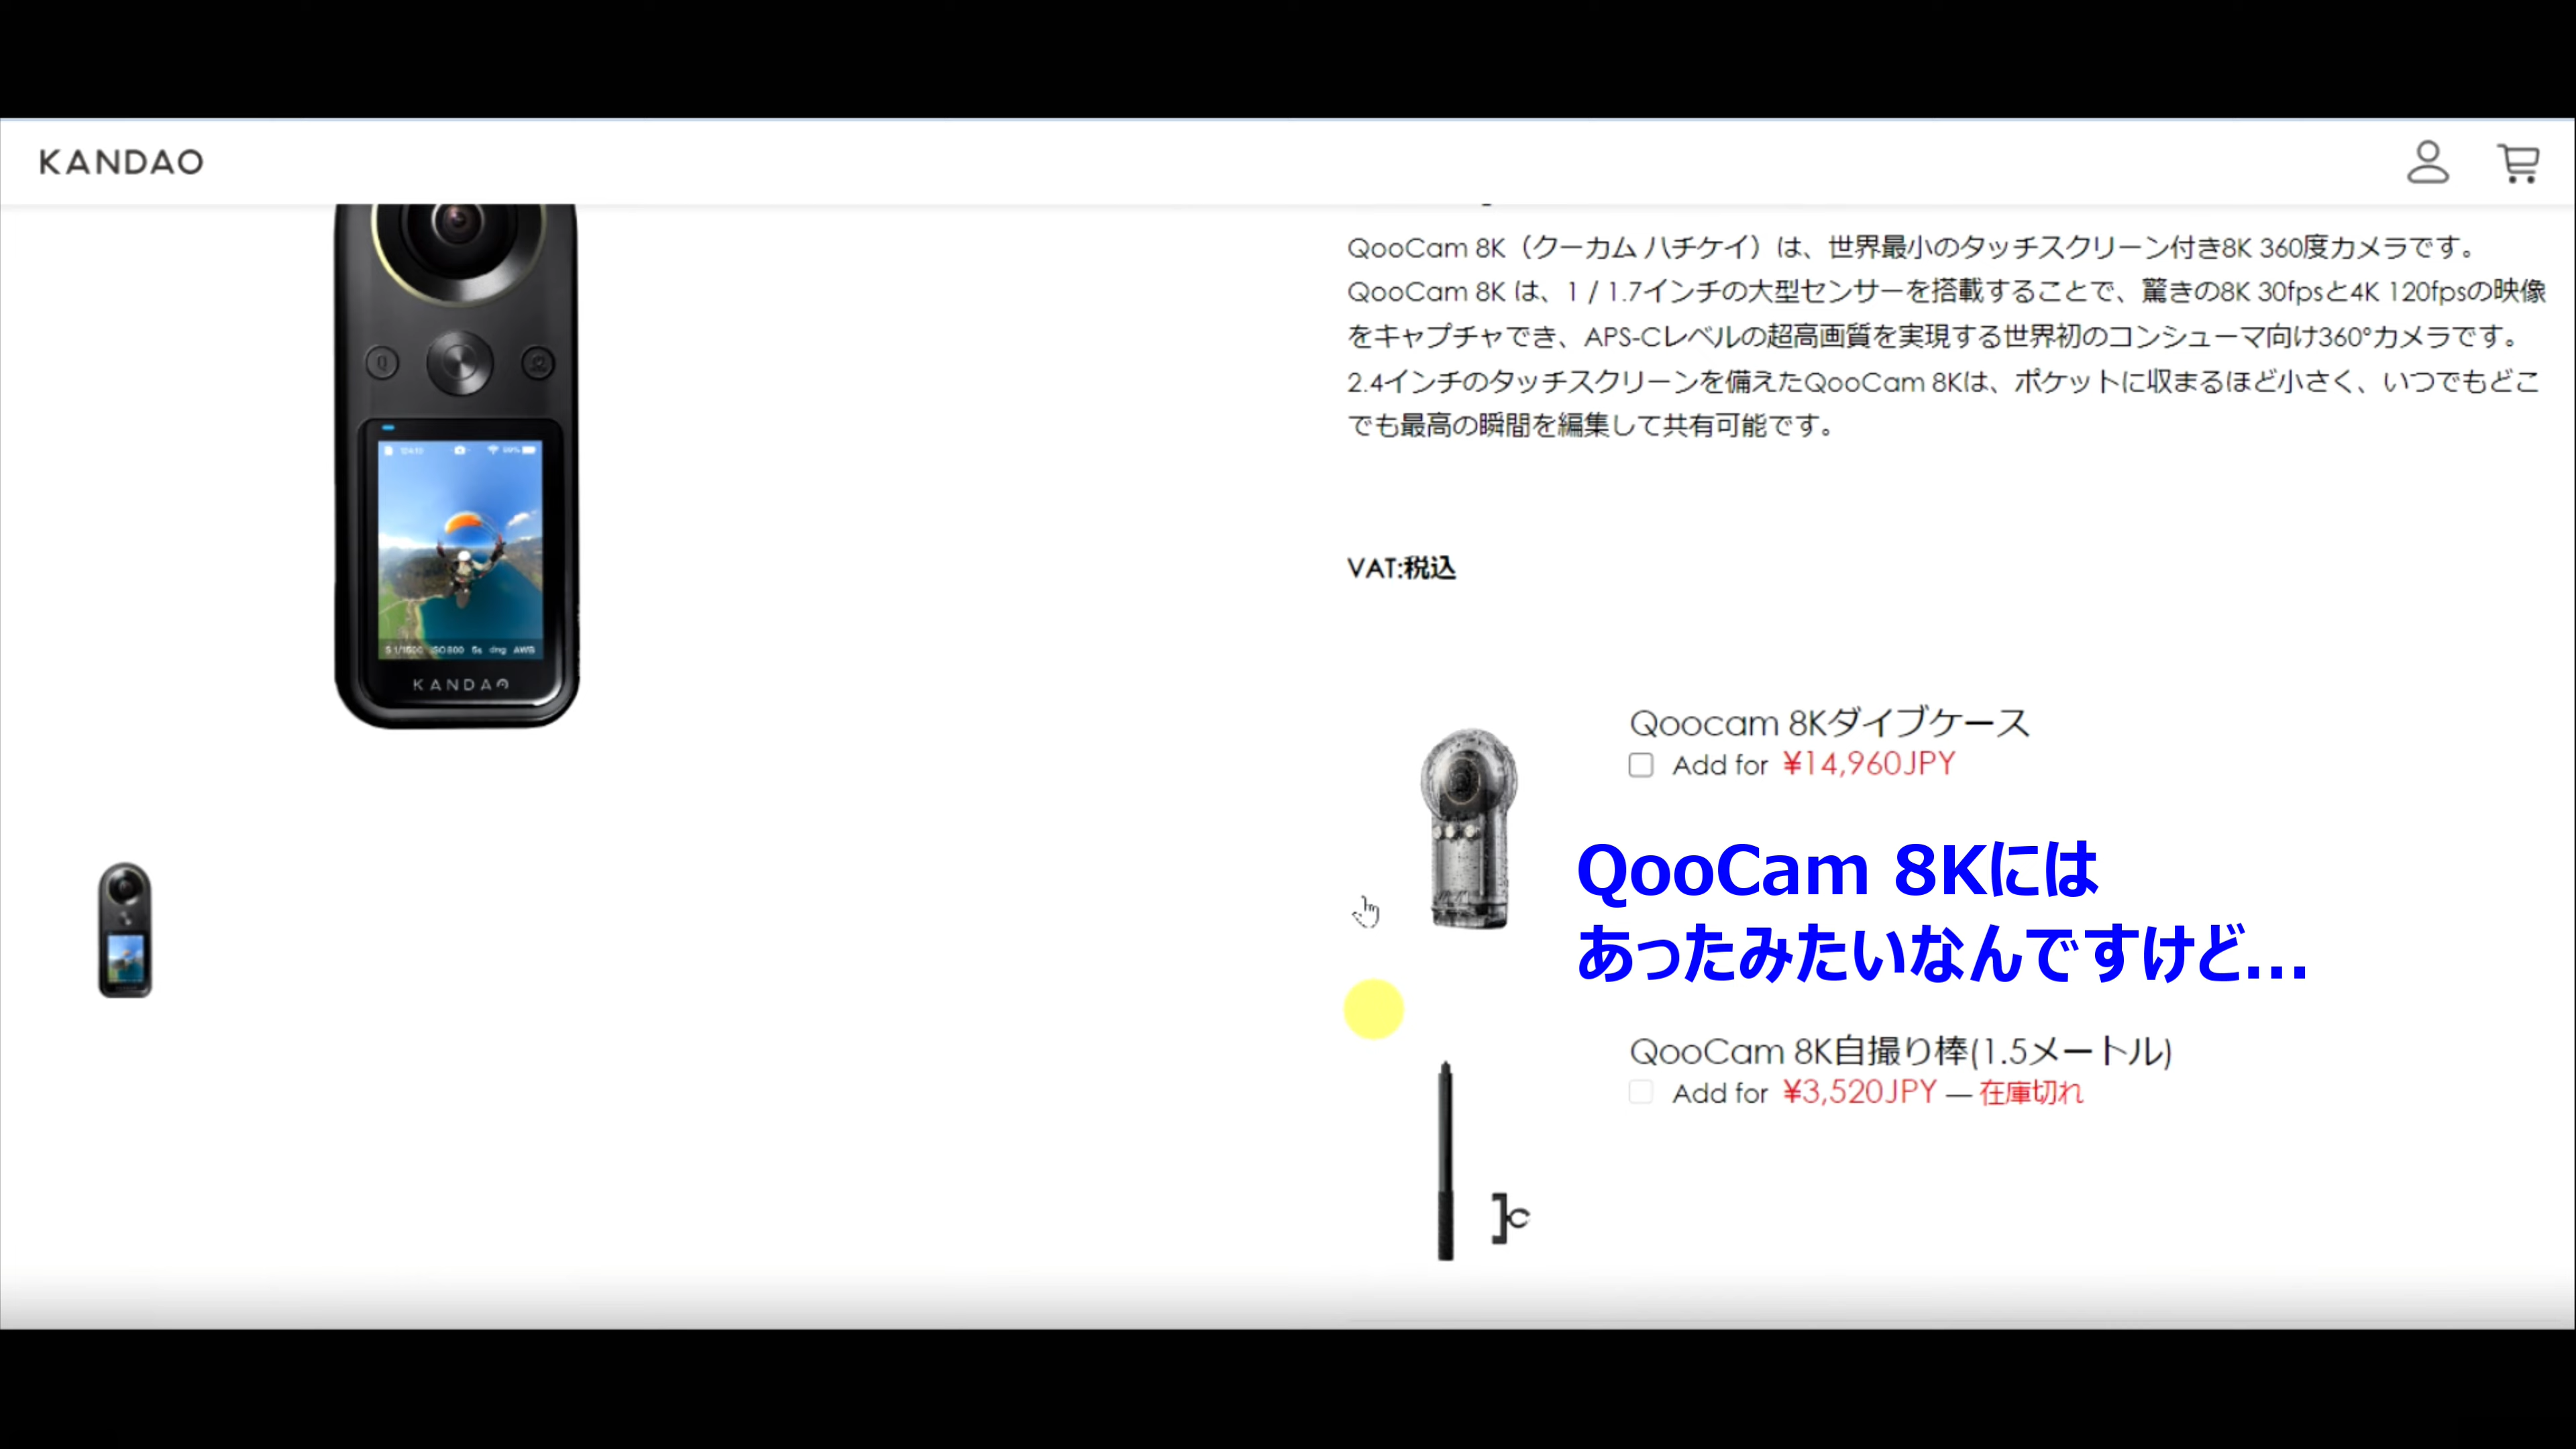 KANDAO
QooCam 8K（クーカム ハチケイ）は、世界最小のタッチスクリーン付き8K 360度カメラです。
QooCam 8K は、1 / 1.7インチの大型センサーを搭載することで、驚きの8K 30fpsと4K 120fpsの映像
をキャプチャでき、APS-Cレベルの超高画質を実現する世界初のコンシューマ向け360°カメラです。
2.4インチのタッチスクリーンを備えたQooCam 8Kは、ポケットに収まるほど小さく、いつでもどこ
でも最高の瞬間を編集して共有可能です。
VAT:税込
S 1/1500 ISO800 5s dng AWB
KANDAO
Qoocam 8Kダイブケース
Add for ¥14,960JPY
QooCam 8Kには
あったみたいなんですけど...
QooCam 8K自撮り棒(1.5メートル)
Add for ¥3,520JPY — 在庫切れ